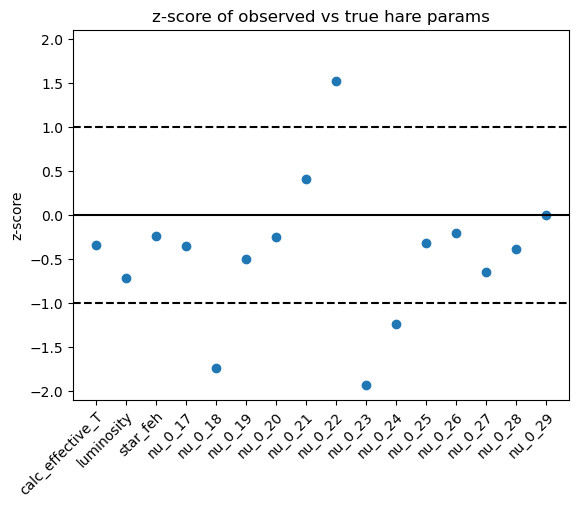 z-score of observed vs true hare params
z-score
2.0
1.5
1.0
0.5
0.0
−0.5
−1.0
−1.5
−2.0
calc_effective_T
luminosity
star_feh
nu_0_17
nu_0_18
nu_0_19
nu_0_20
nu_0_21
nu_0_22
nu_0_23
nu_0_24
nu_0_25
nu_0_26
nu_0_27
nu_0_28
nu_0_29